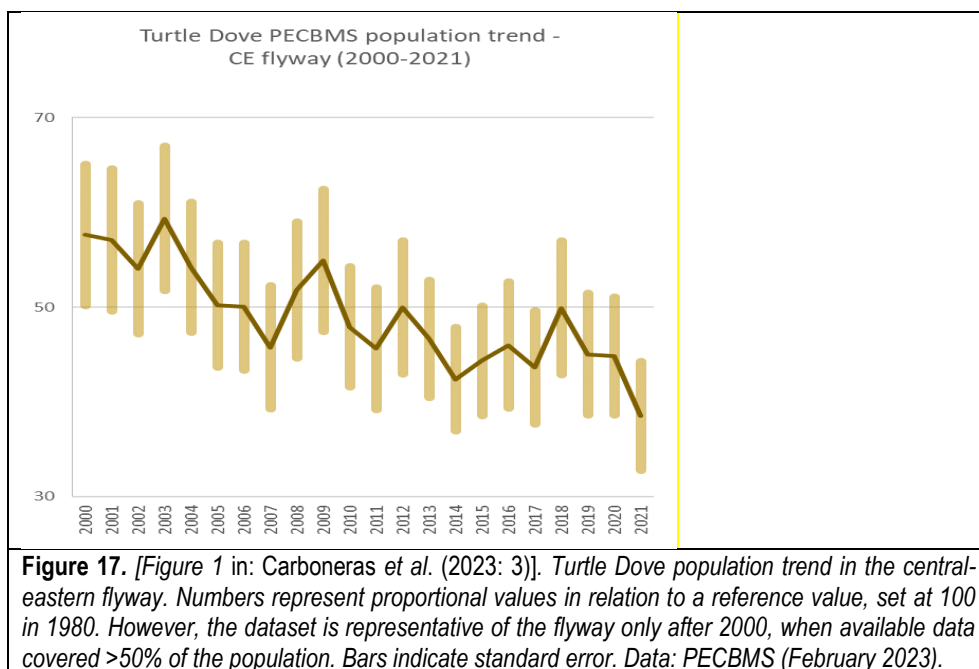 Turtle Dove PECBMS population trend -
CE flyway (2000-2021)
70
50
30
2000 2001 2002 2003 2004 2005 2006 2007 2008 2009 2010 2011 2012 2013 2014 2015 2016 2017 2018 2019 2020 2021
Figure 17. [Figure 1 in: Carboneras et al. (2023: 3)]. Turtle Dove population trend in the central-
eastern flyway. Numbers represent proportional values in relation to a reference value, set at 100
in 1980. However, the dataset is representative of the flyway only after 2000, when available data
covered >50% of the population. Bars indicate standard error. Data: PECBMS (February 2023).